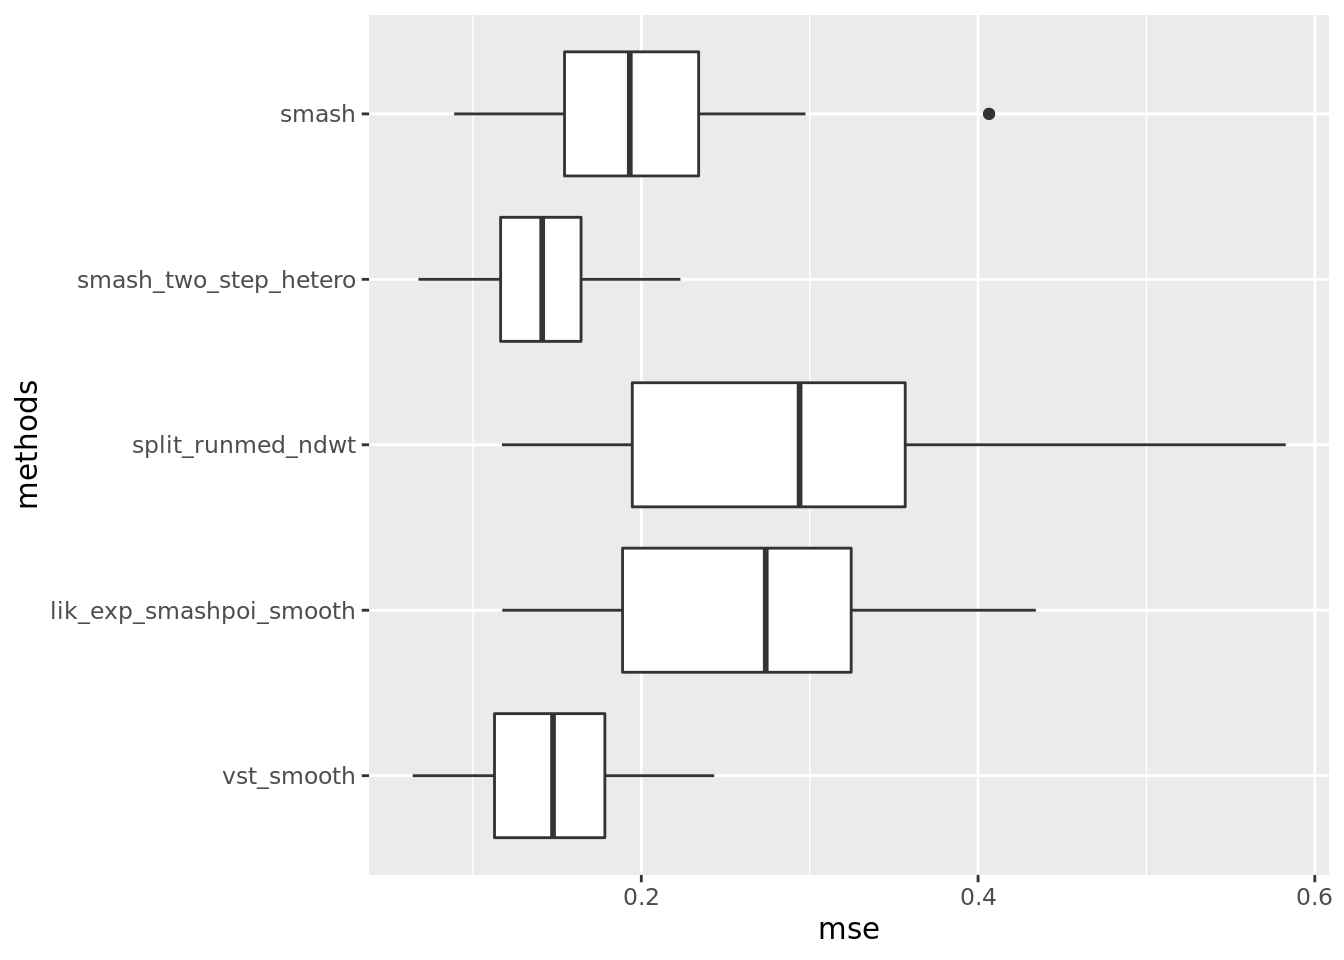 smash
smash_two_step_hetero
split_runmed_ndwt
lik_exp_smashpoi_smooth
vst_smooth
methods
0.2 0.4 0.6
mse